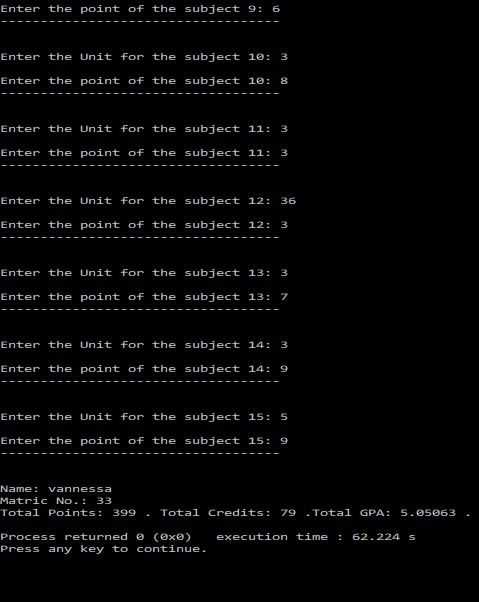 Enter the point of the subject 9: 6
-----------------------------------
Enter the Unit for the subject 10: 3
Enter the point of the subject 10: 8
-----------------------------------
Enter the Unit for the subject 11: 3
Enter the point of the subject 11: 3
-----------------------------------
Enter the Unit for the subject 12: 36
Enter the point of the subject 12: 3
-----------------------------------
Enter the Unit for the subject 13: 3
Enter the point of the subject 13: 7
-----------------------------------
Enter the Unit for the subject 14: 3
Enter the point of the subject 14: 9
-----------------------------------
Enter the Unit for the subject 15: 5
Enter the point of the subject 15: 9
-----------------------------------
Name: vannessa
Matric No.: 33
Total Points: 399 . Total Credits: 79 .Total GPA: 5.05063 .
Process returned 0 (0x0)   execution time : 62.224 s
Press any key to continue.